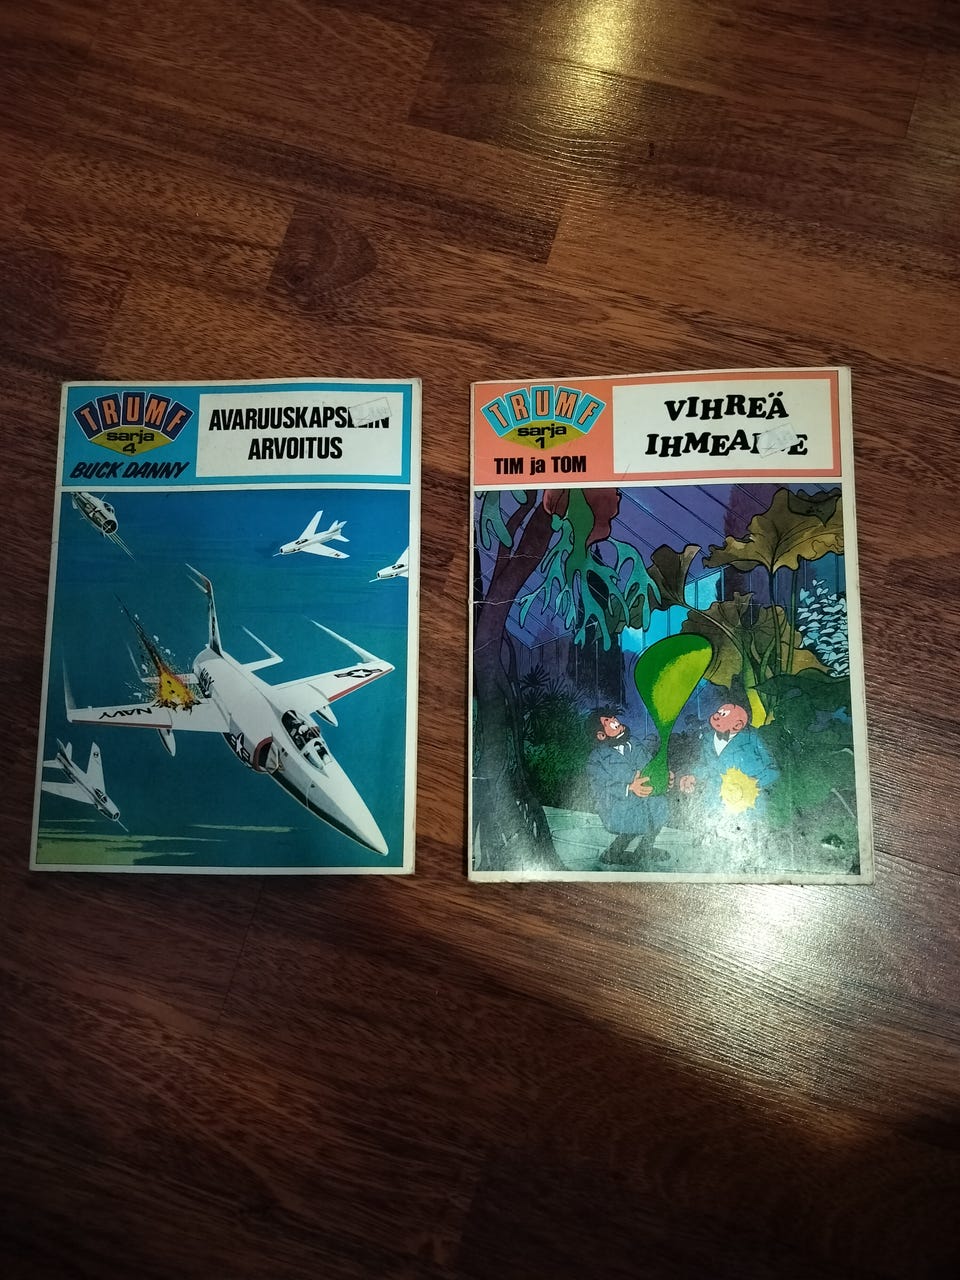 TRUMF
sarja
4
BUCK DANNY
AVARUUSKAPSELIN
ARVOITUS
NAVY
TRUMF
sarja
1
TIM ja TOM
VIHREÄ